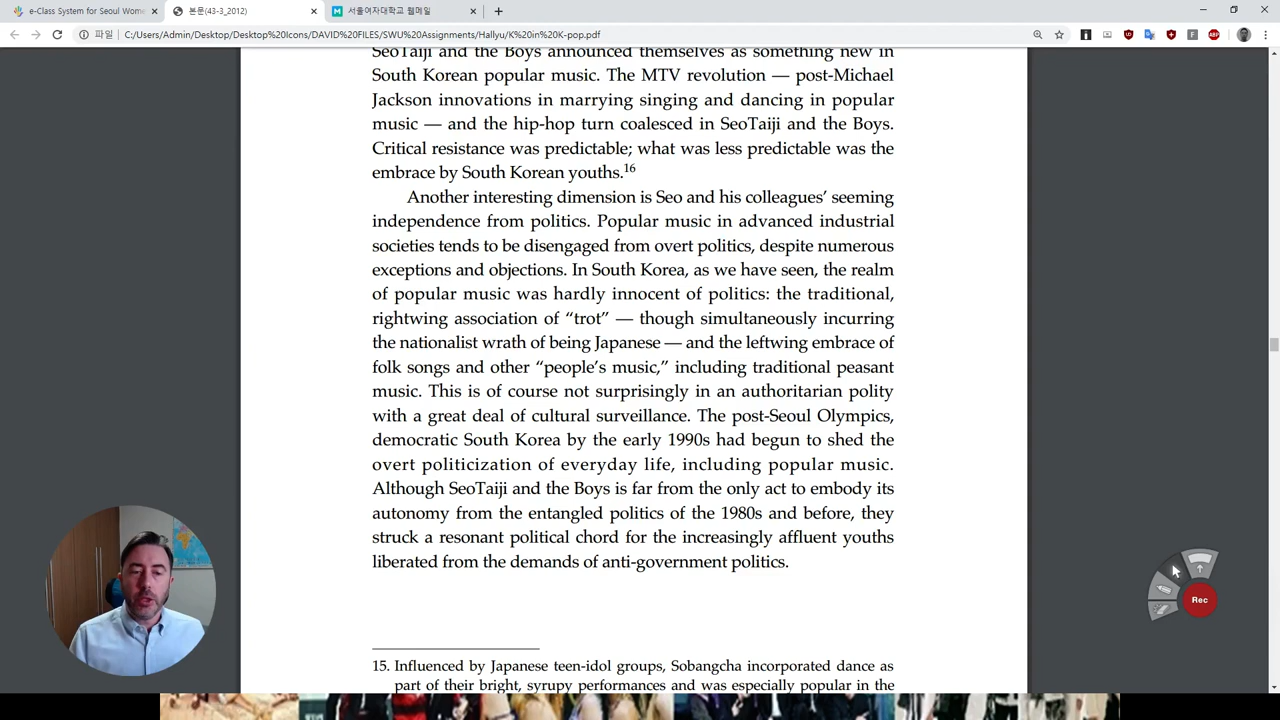 e-Class System for Seoul Wome
본문(43-3_2012)
서울여자대학교 웹메일
파일
C:/Users/Admin/Desktop/Desktop%20Icons/DAVID%20FILES/SWU%20Assignments/Hallyu/K%20in%20K-pop.pdf
SeoTaiji and the Boys announced themselves as something new in
South Korean popular music. The MTV revolution — post-Michael
Jackson innovations in marrying singing and dancing in popular
music — and the hip-hop turn coalesced in SeoTaiji and the Boys.
Critical resistance was predictable; what was less predictable was the
embrace by South Korean youths.16
Another interesting dimension is Seo and his colleagues’ seeming
independence from politics. Popular music in advanced industrial
societies tends to be disengaged from overt politics, despite numerous
exceptions and objections. In South Korea, as we have seen, the realm
of popular music was hardly innocent of politics: the traditional,
rightwing association of “trot” — though simultaneously incurring
the nationalist wrath of being Japanese — and the leftwing embrace of
folk songs and other “people’s music,” including traditional peasant
music. This is of course not surprisingly in an authoritarian polity
with a great deal of cultural surveillance. The post-Seoul Olympics,
democratic South Korea by the early 1990s had begun to shed the
overt politicization of everyday life, including popular music.
Although SeoTaiji and the Boys is far from the only act to embody its
autonomy from the entangled politics of the 1980s and before, they
struck a resonant political chord for the increasingly affluent youths
liberated from the demands of anti-government politics.
Rec
15. Influenced by Japanese teen-idol groups, Sobangcha incorporated dance as
part of their bright, syrupy performances and was especially popular in the